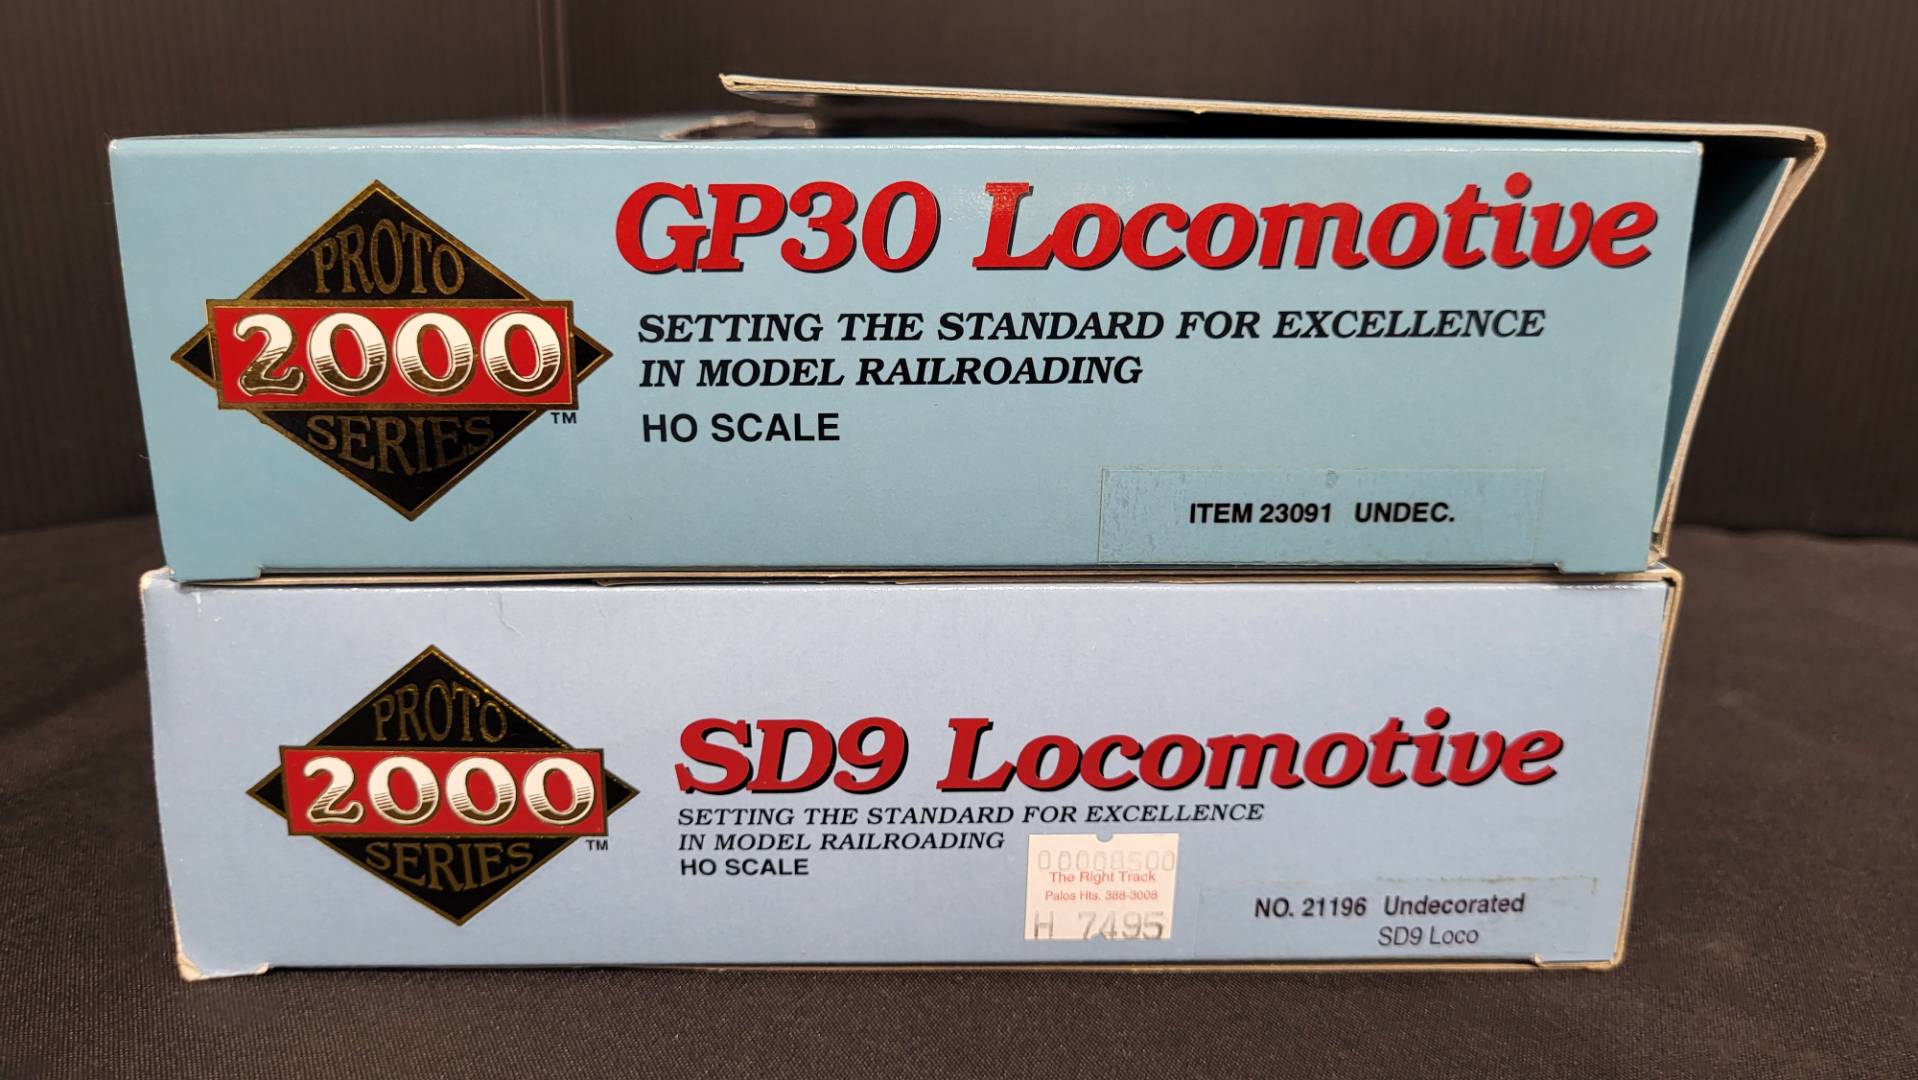 PROTO
2000
SERIES
TM
GP30 Locomotive
SETTING THE STANDARD FOR EXCELLENCE
IN MODEL RAILROADING
HO SCALE
ITEM 23091 UNDEC.
PROTO
2000
SERIES
TM
SD9 Locomotive
SETTING THE STANDARD FOR EXCELLENCE
IN MODEL RAILROADING
HO SCALE
00008500
The Right Track
Palos Hts. 388-3008
H 7495
NO. 21196 Undecorated
SD9 Loco